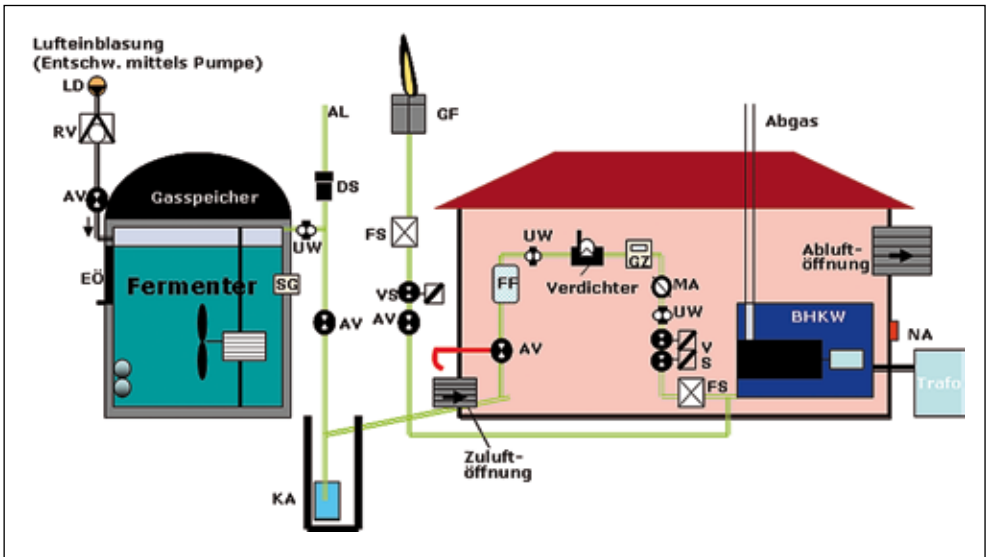 Lufteinblasung
(Entschw. mittels Pumpe)
LD
RV
AV
Gasspeicher
EÖ
Fermenter
SG
UW
AL
DS
AV
KA
GF
FS
VS
AV
Zuluft-
öffnung
AV
FF
UW
Verdichter
GZ
MA
UW
V
S
FS
Abgas
BHKW
Abluft-
öffnung
NA
Trafo